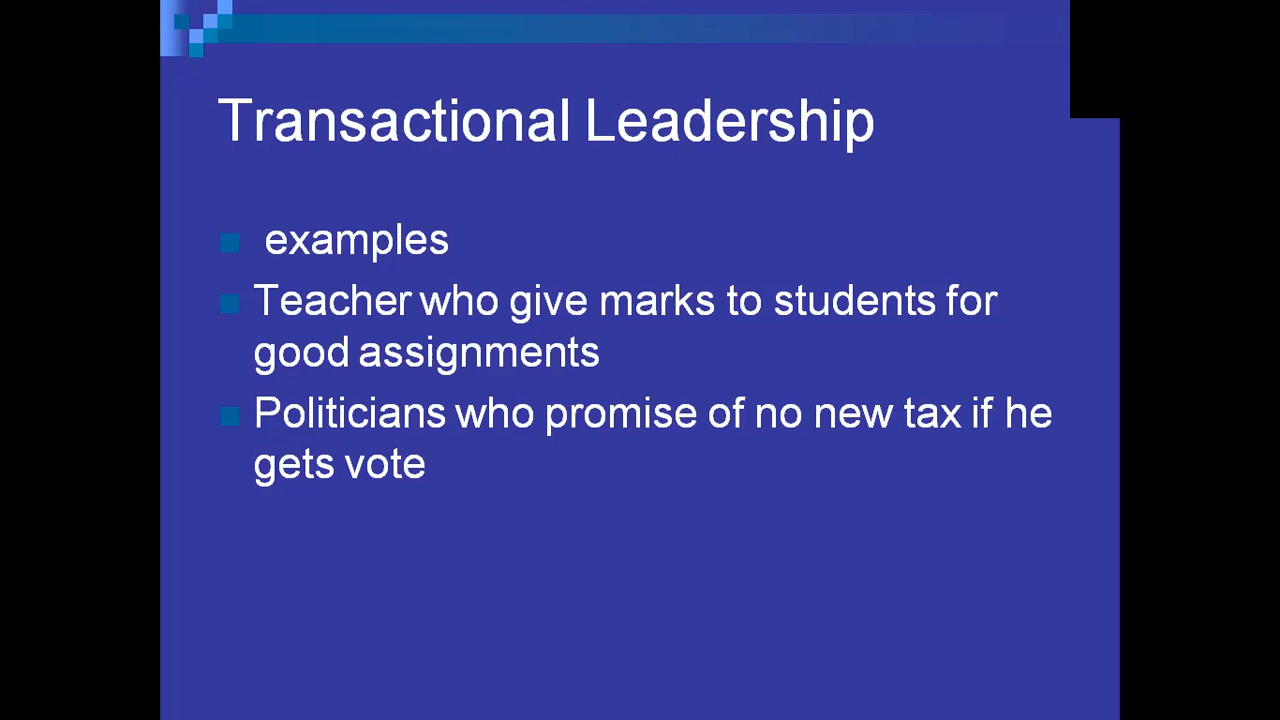 Transactional Leadership
examples
Teacher who give marks to students for
good assignments
Politicians who promise of no new tax if he
gets vote